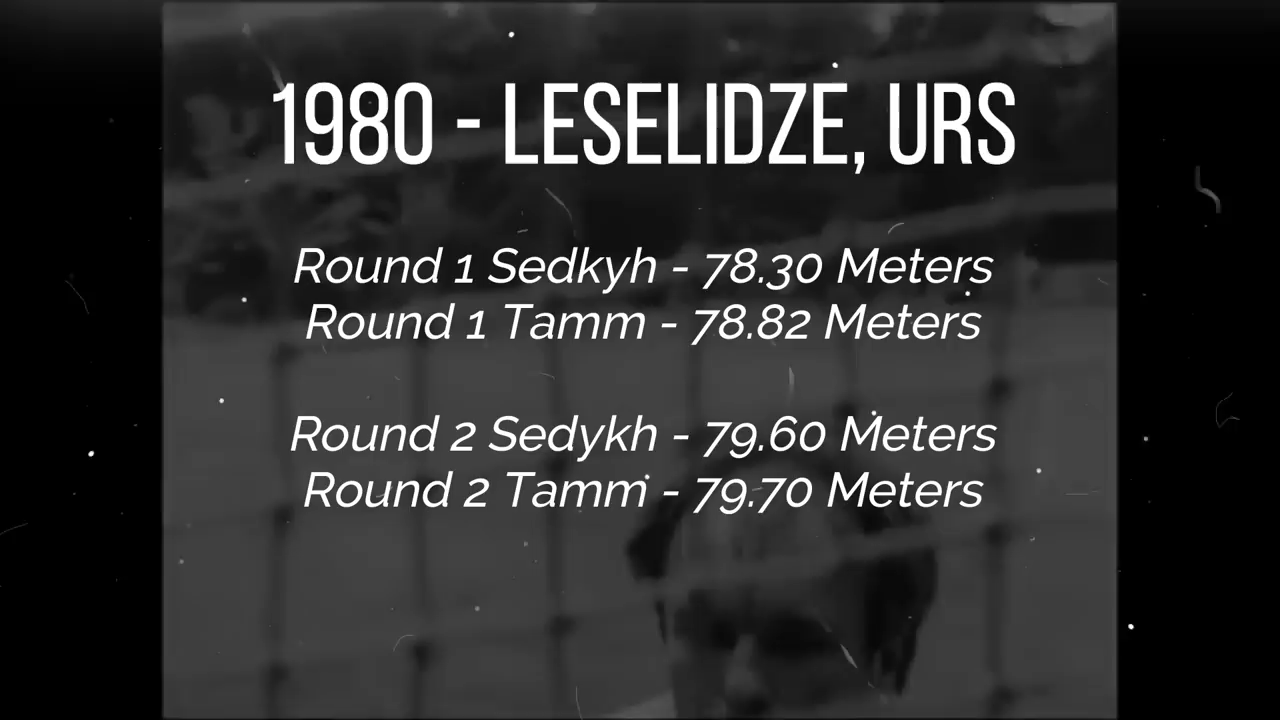 1980 - LESELIDZE, URS
Round 1 Sedkyh - 78.30 Meters
Round 1 Tamm - 78.82 Meters
Round 2 Sedykh - 79.60 Meters
Round 2 Tamm - 79.70 Meters